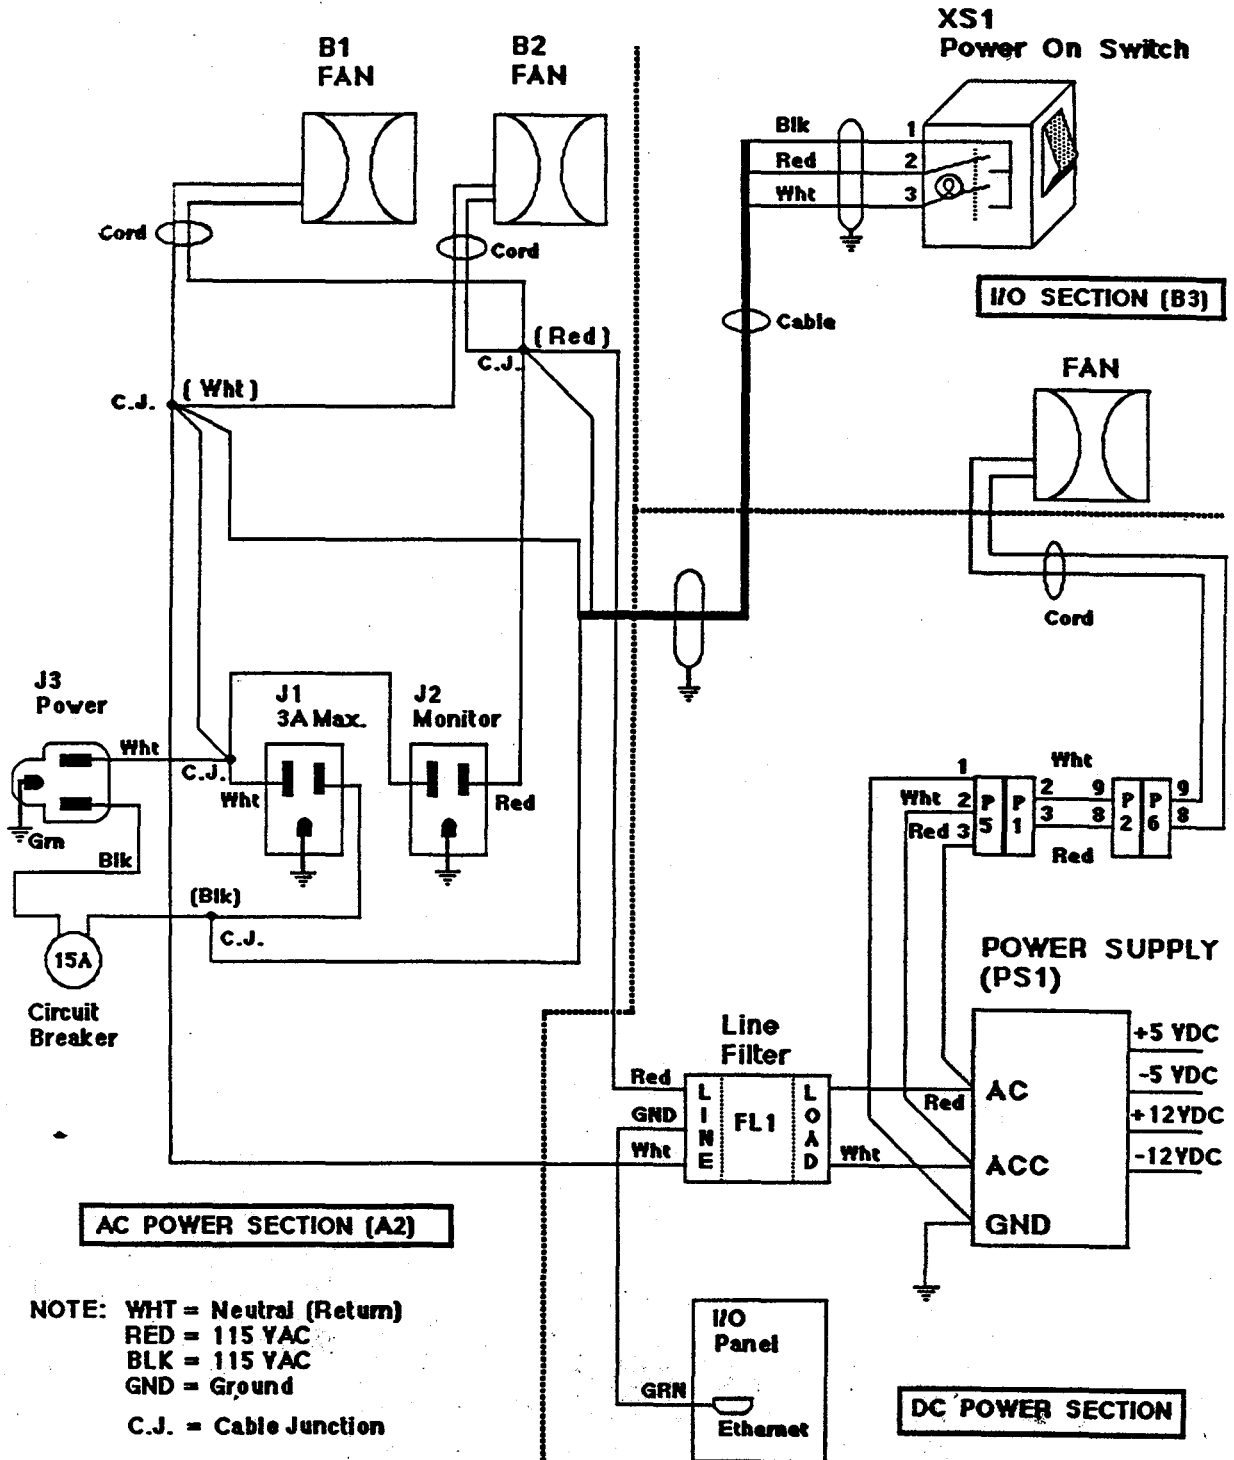 XS1
Power On Switch
B1
FAN
B2
FAN
Blk
1
Red
2
Wht
3
Cord
Cord
I/O SECTION (B3)
Cable
(Red)
C.J.
(Wht)
C.J.
FAN
Cord
J3
Power
J1
3A Max.
J2
Monitor
Wht
C.J.
Wht
Red
Grn
Blk
(Blk)
C.J.
15A
Circuit
Breaker
1
Wht 2
Red 3
P
5
P
1
2
3
Wht
Red
9
8
P
2
P
6
9
8
POWER SUPPLY
(PS1)
+5 VDC
-5 VDC
+12VDC
-12VDC
AC
ACC
GND
Line
Filter
Red
GND
Wht
LINE
FL1
LOAD
Red
Wht
AC POWER SECTION (A2)
NOTE: WHT = Neutral (Return)
RED = 115 VAC
BLK = 115 VAC
GND = Ground
C.J. = Cable Junction
I/O
Panel
GRN
Ethernet
DC POWER SECTION